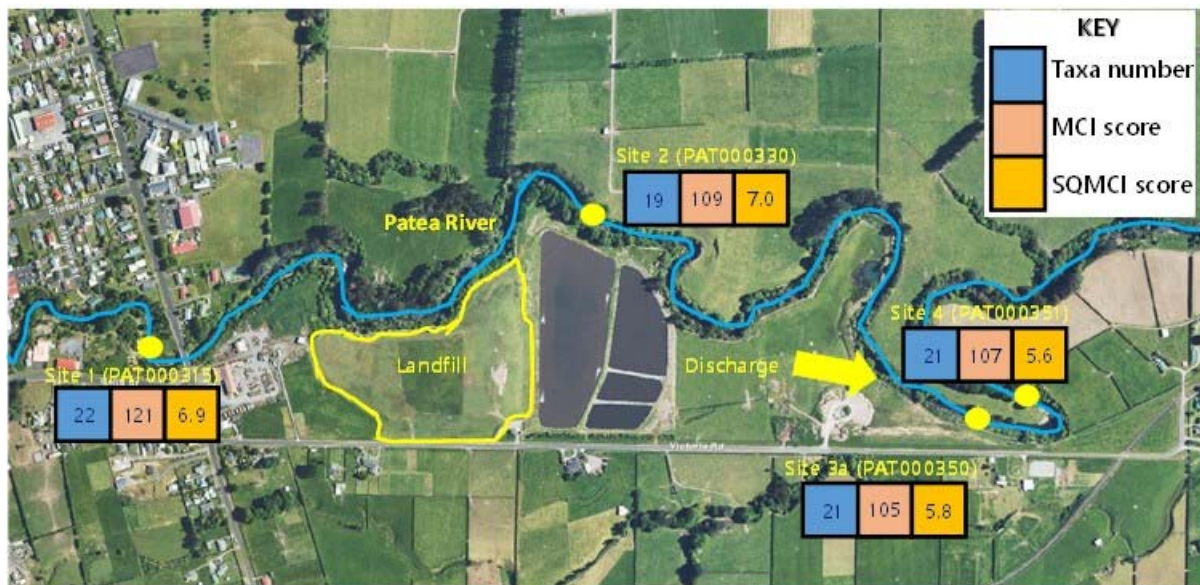 KEY
Taxa number
MCI score
SQMCI score
Site 2 (PAT000330)
19 109 7.0
Patea River
Site 4 (PAT000351)
21 107 5.6
Landfill
Discharge
Site 1 (PAT000315)
22 121 6.9
Victoria Rd
Site 3a (PAT000350)
21 105 5.8